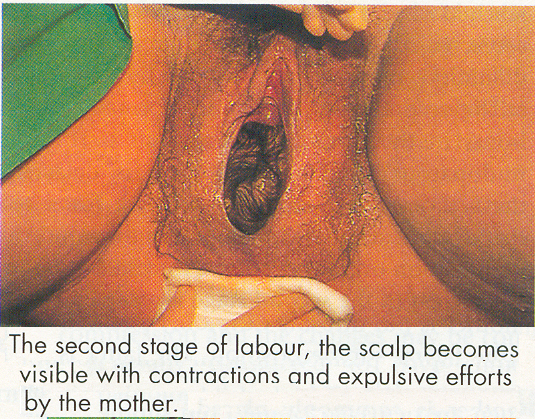 The second stage of labour, the scalp becomes
visible with contractions and expulsive efforts
by the mother.